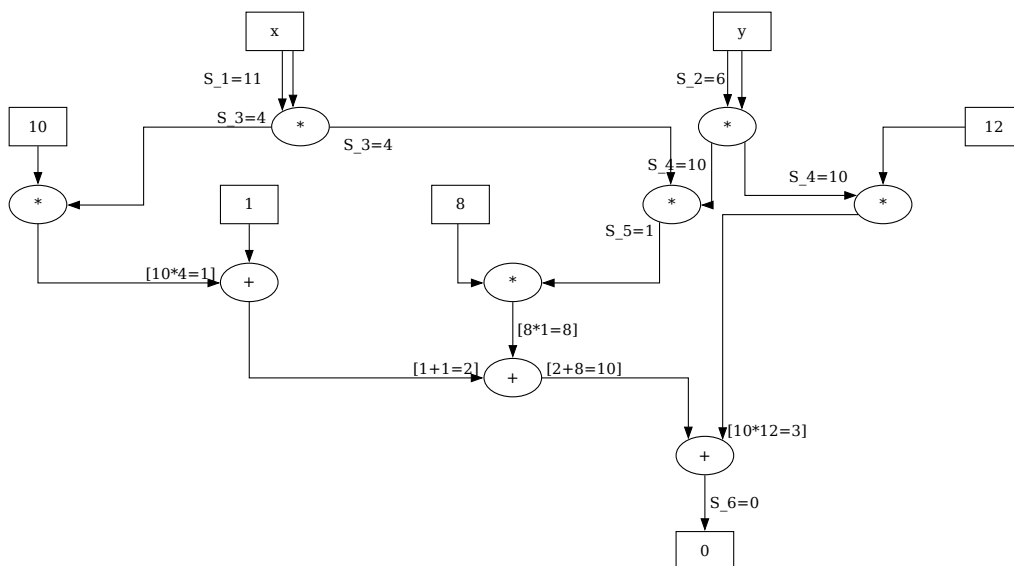 x
y
S_1=11
S_2=6
10
S_3=4
*
S_3=4
*
12
S_4=10
S_4=10
*
1
8
*
*
S_5=1
[10*4=1]
+
*
[8*1=8]
[1+1=2]
+
[2+8=10]
[10*12=3]
+
S_6=0
0